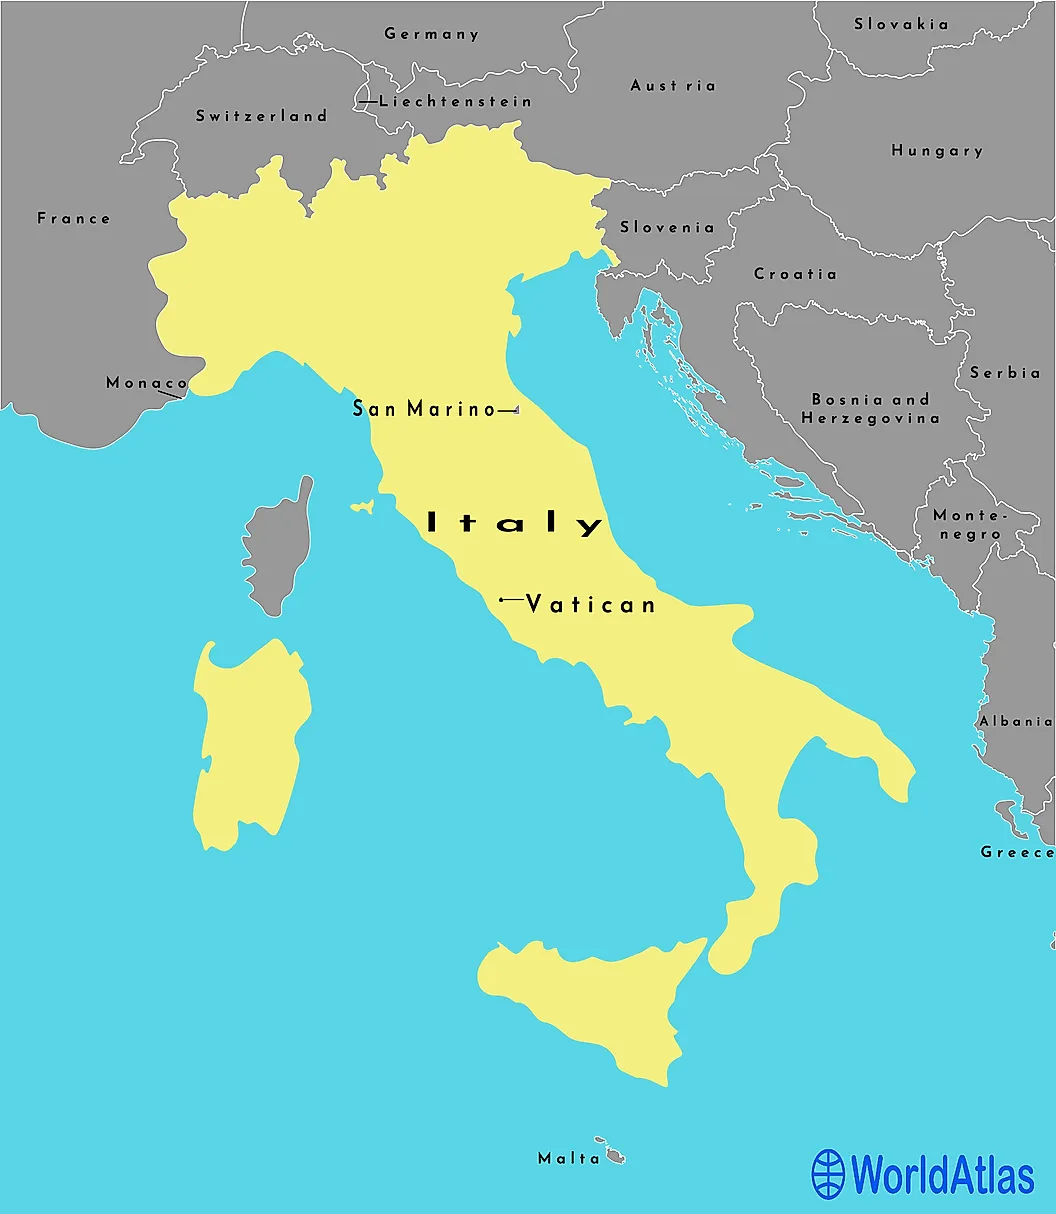 Germany
Slovakia
Austria
Liechtenstein
Switzerland
Hungary
France
Slovenia
Croatia
Serbia
Monaco
Bosnia and
Herzegovina
San Marino
Italy
Monte-
negro
Vatican
Albania
Greece
Malta
WorldAtlas